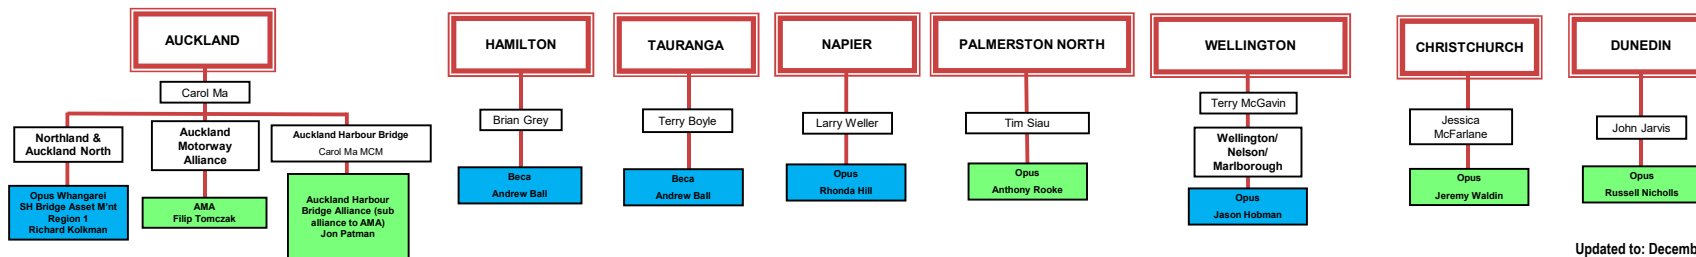 AUCKLAND
Carol Ma
Northland &
Auckland North
Opus Whangarei
SH Bridge Asset M'nt
Region 1
Richard Kolkman
Auckland
Motorway
Alliance
AMA
Filip Tomczak
Auckland Harbour Bridge
Carol Ma MCM
Auckland Harbour
Bridge Alliance (sub
alliance to AMA)
Jon Patman
HAMILTON
Brian Grey
Beca
Andrew Ball
TAURANGA
Terry Boyle
Beca
Andrew Ball
NAPIER
Larry Weller
Opus
Rhonda Hill
PALMERSTON NORTH
Tim Siau
Opus
Anthony Rooke
WELLINGTON
Terry McGavin
Wellington/
Nelson/
Marlborough
Opus
Jason Hobman
CHRISTCHURCH
Jessica
McFarlane
Opus
Jeremy Waldin
DUNEDIN
John Jarvis
Opus
Russell Nicholls
Updated to: Decemb